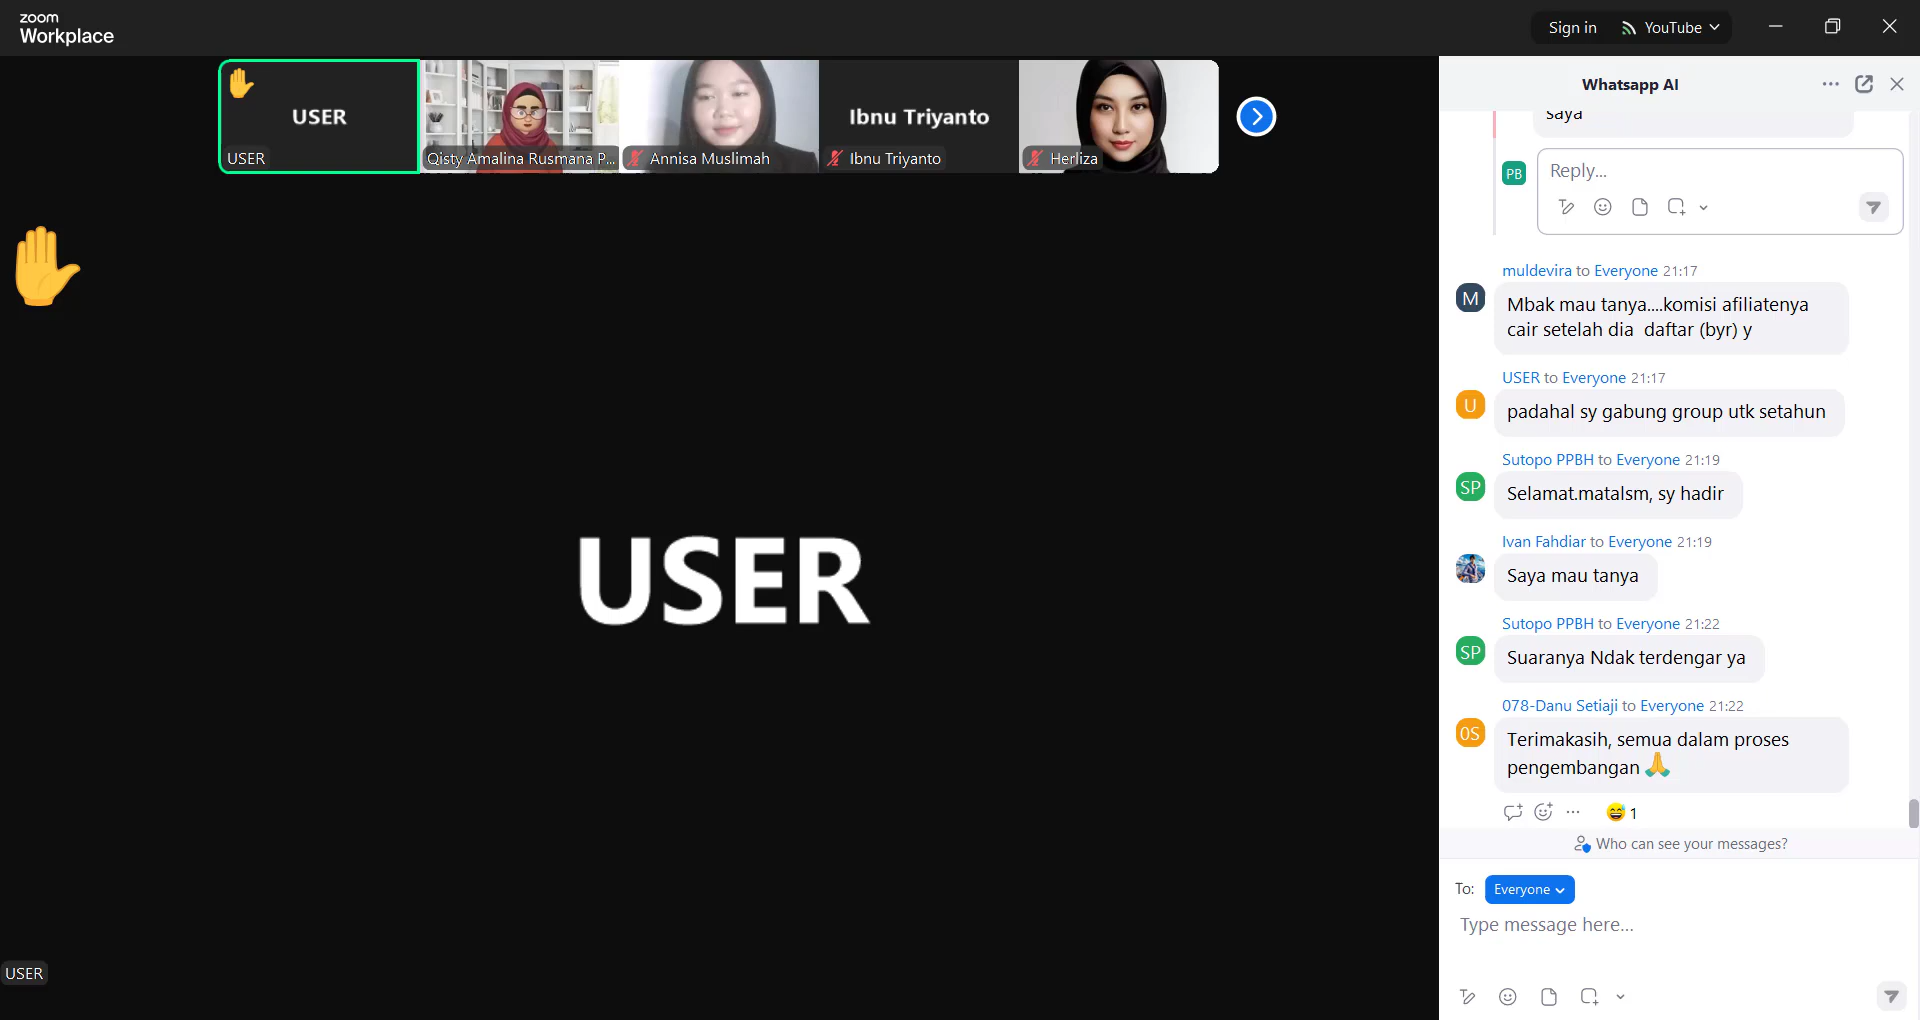 zoom
Workplace
Sign in
YouTube
USER
USER
Qisty Amalina Rusmana P...
Annisa Muslimah
Ibnu Triyanto
Ibnu Triyanto
Herliza
USER
USER
Whatsapp AI
saya
PB
Reply...
muldevira to Everyone 21:17
M
Mbak mau tanya....komisi afiliatenya
cair setelah dia  daftar (byr) y
USER to Everyone 21:17
U
padahal sy gabung group utk setahun
Sutopo PPBH to Everyone 21:19
SP
Selamat.matalsm, sy hadir
Ivan Fahdiar to Everyone 21:19
Saya mau tanya
Sutopo PPBH to Everyone 21:22
SP
Suaranya Ndak terdengar ya
078-Danu Setiaji to Everyone 21:22
0S
Terimakasih, semua dalam proses
pengembangan 🙏
😅 1
Who can see your messages?
To: Everyone
Type message here...